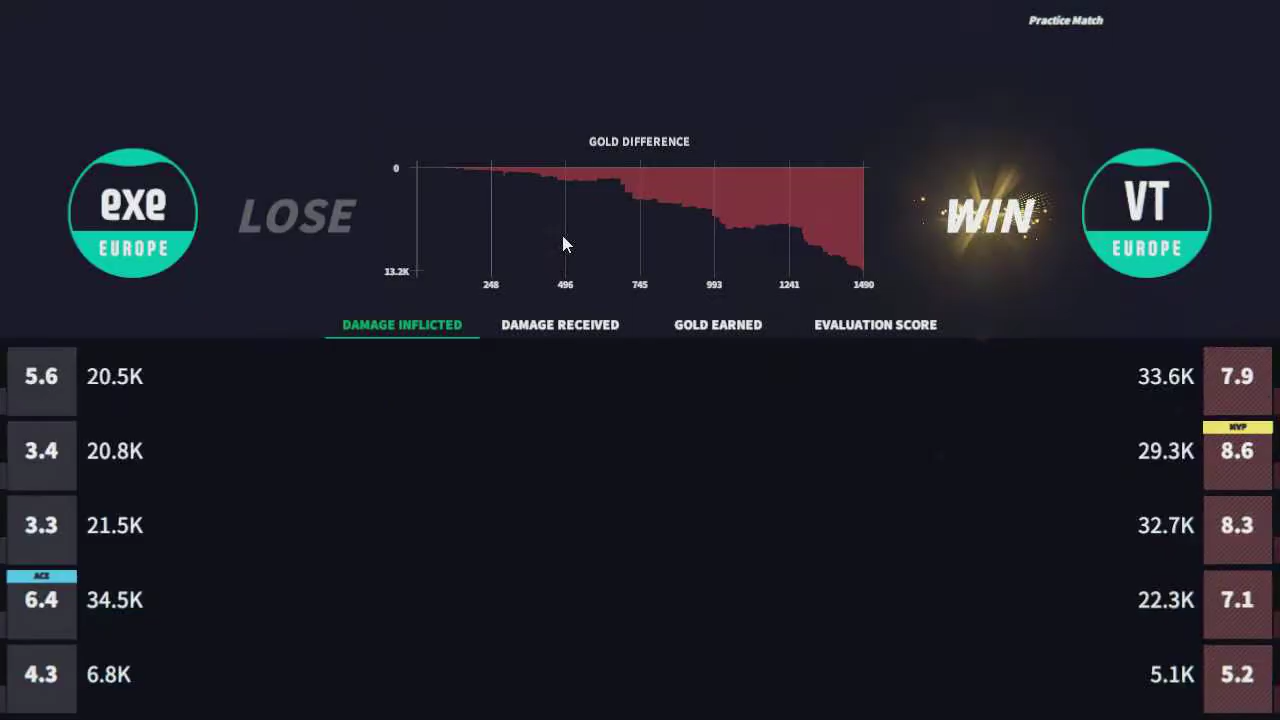 Practice Match
GOLD DIFFERENCE
0
13.2K
248 496 745 993 1241 1490
exe
EUROPE
LOSE
WIN
VT
EUROPE
DAMAGE INFLICTED DAMAGE RECEIVED GOLD EARNED EVALUATION SCORE
5.6 20.5K 33.6K 7.9
MVP
3.4 20.8K 29.3K 8.6
3.3 21.5K 32.7K 8.3
ACE
6.4 34.5K 22.3K 7.1
4.3 6.8K 5.1K 5.2